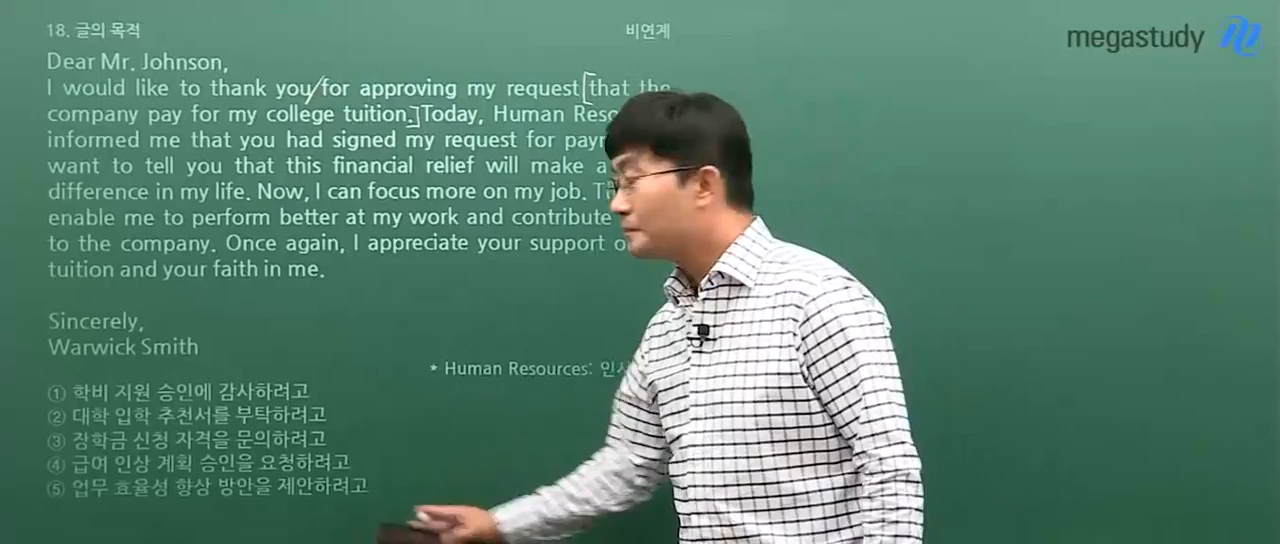 18. 글의 목적
비연계
megastudy
Dear Mr. Johnson,
I would like to thank you for approving my request that the
company pay for my college tuition. Today, Human
informed me that you had signed my request for
want to tell you that this financial relief will make a
difference in my life. Now, I can focus more on my job.
enable me to perform better at my work and contribute
to the company. Once again, I appreciate your support
tuition and your faith in me.
Sincerely,
Warwick Smith
* Human Resources:
① 학비 지원 승인에 감사하려고
② 대학 입학 추천서를 부탁하려고
③ 장학금 신청 자격을 문의하려고
④ 급여 인상 계획 승인을 요청하려고
⑤ 업무 효율성 향상 방안을 제안하려고